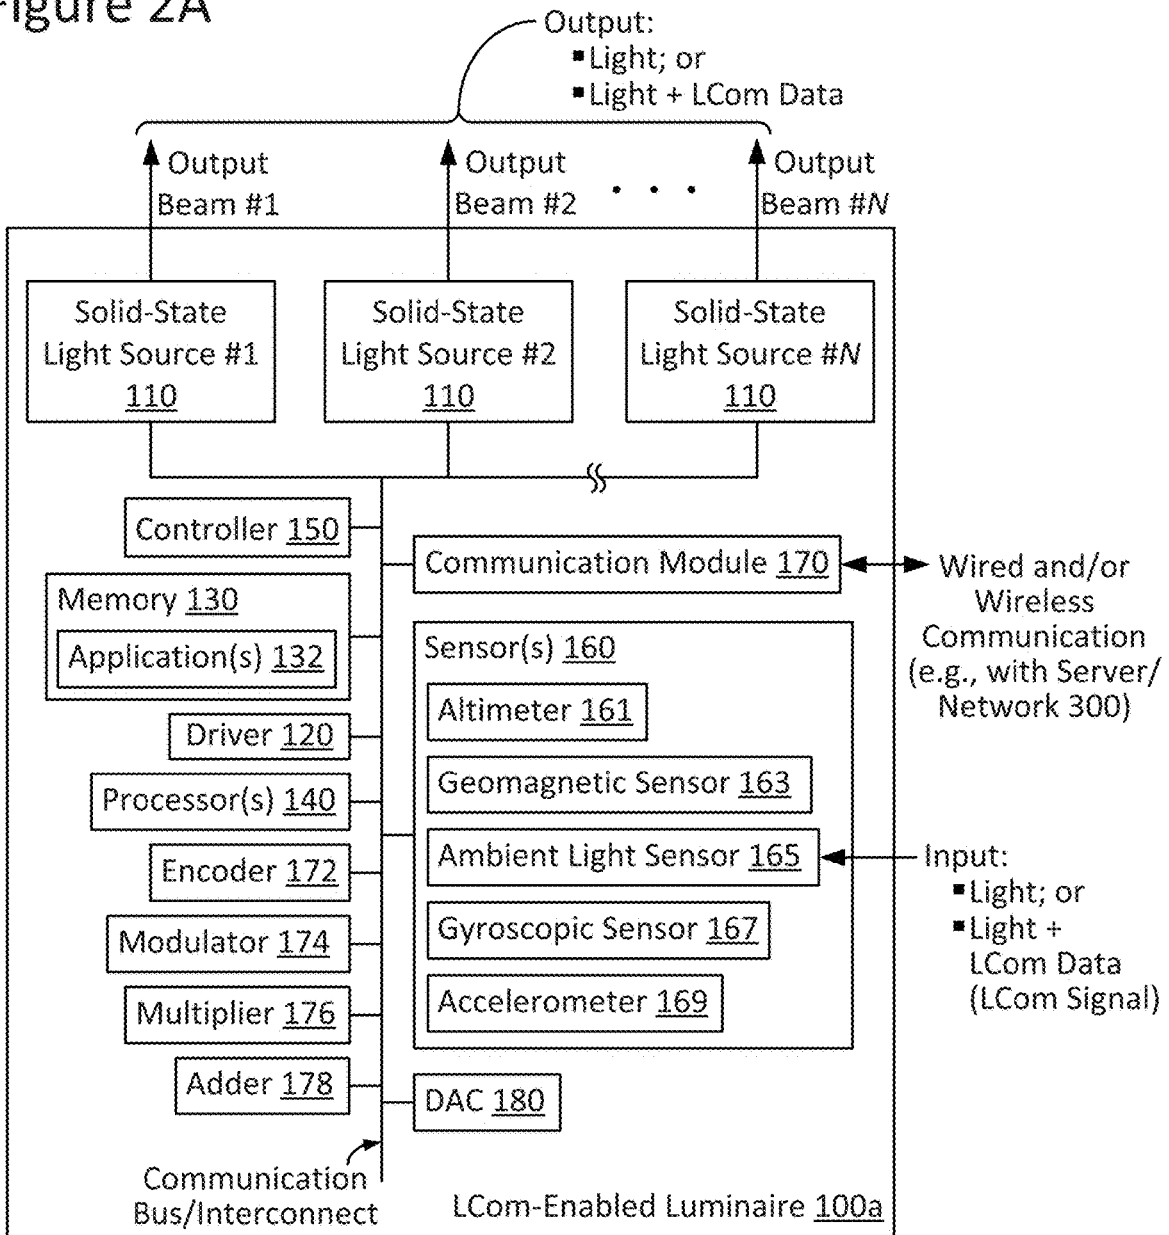 Figure 2A
Output:
▪Light; or
▪Light + LCom Data
Output
Beam #1
Output
Beam #2
. . .
Output
Beam #N
Solid-State
Light Source #1
110
Solid-State
Light Source #2
110
Solid-State
Light Source #N
110
Controller 150
Communication Module 170
Wired and/or
Wireless
Communication
(e.g., with Server/
Network 300)
Memory 130
Application(s) 132
Driver 120
Processor(s) 140
Encoder 172
Modulator 174
Multiplier 176
Adder 178
Sensor(s) 160
Altimeter 161
Geomagnetic Sensor 163
Ambient Light Sensor 165
Gyroscopic Sensor 167
Accelerometer 169
Input:
▪Light; or
▪Light +
LCom Data
(LCom Signal)
DAC 180
Communication
Bus/Interconnect
LCom-Enabled Luminaire 100a